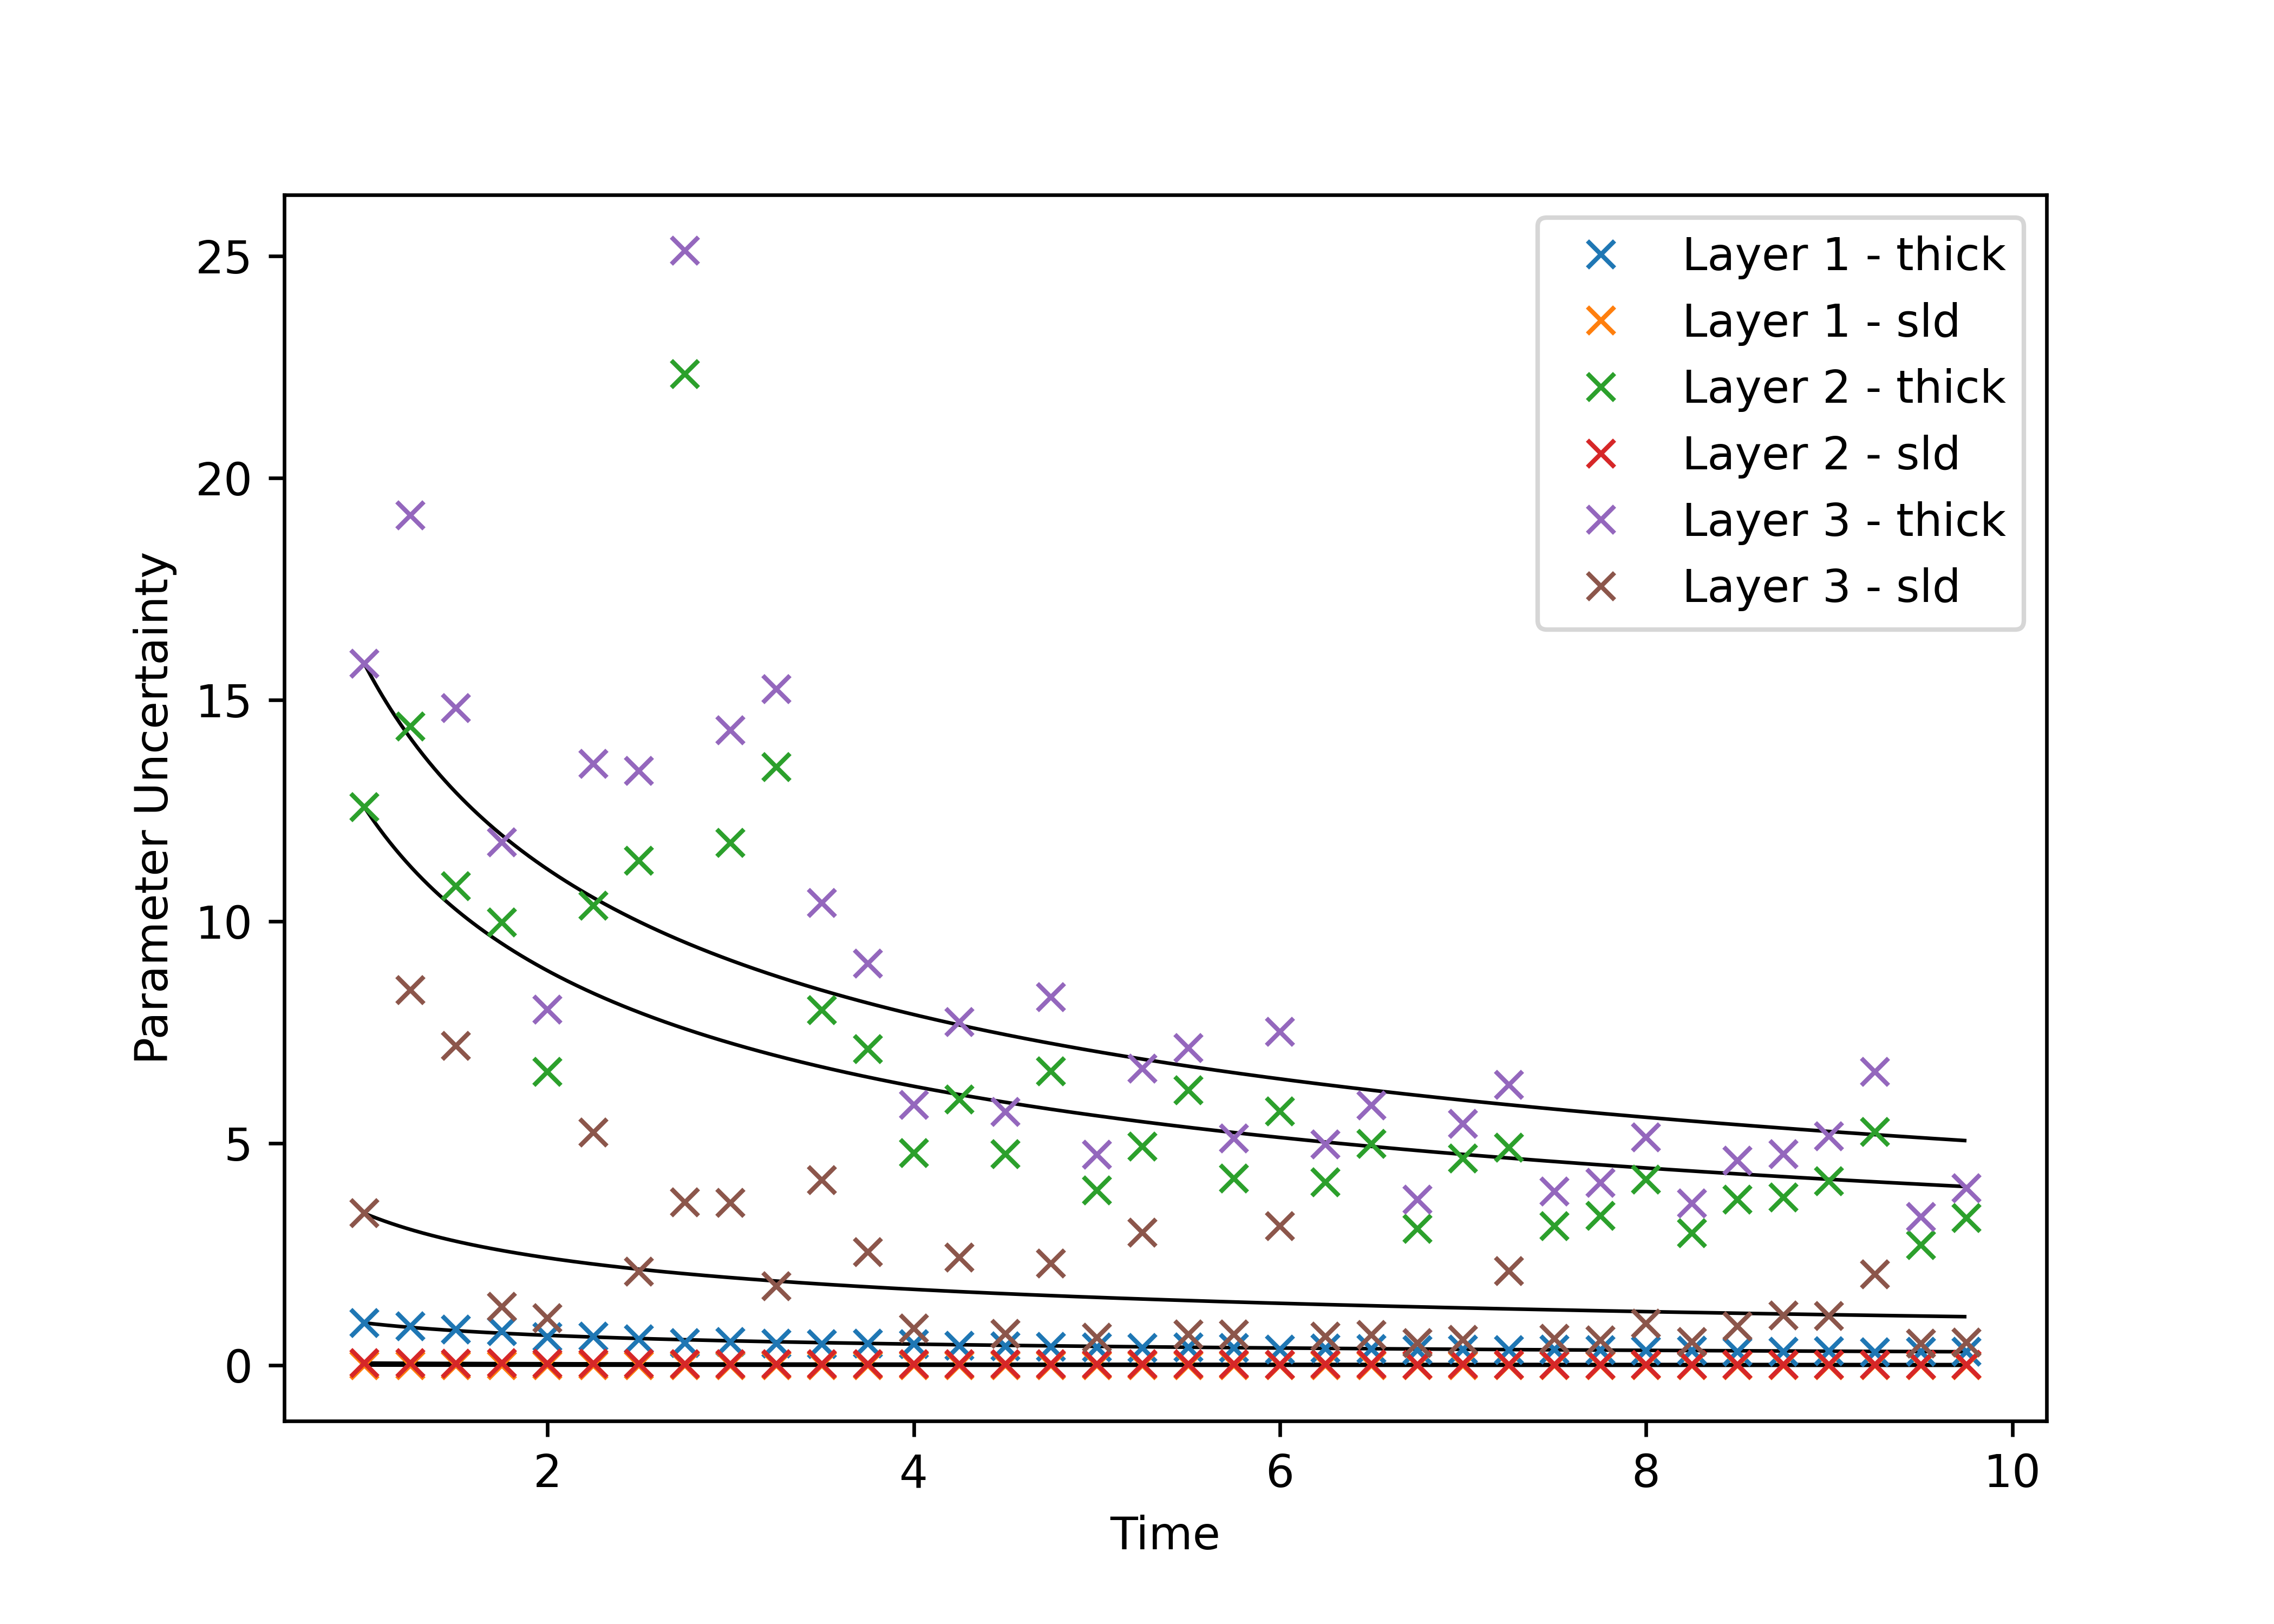 25
20
15
10
5
0
Parameter Uncertainty
2
4
6
8
10
Time
Layer 1 - thick
Layer 1 - sld
Layer 2 - thick
Layer 2 - sld
Layer 3 - thick
Layer 3 - sld